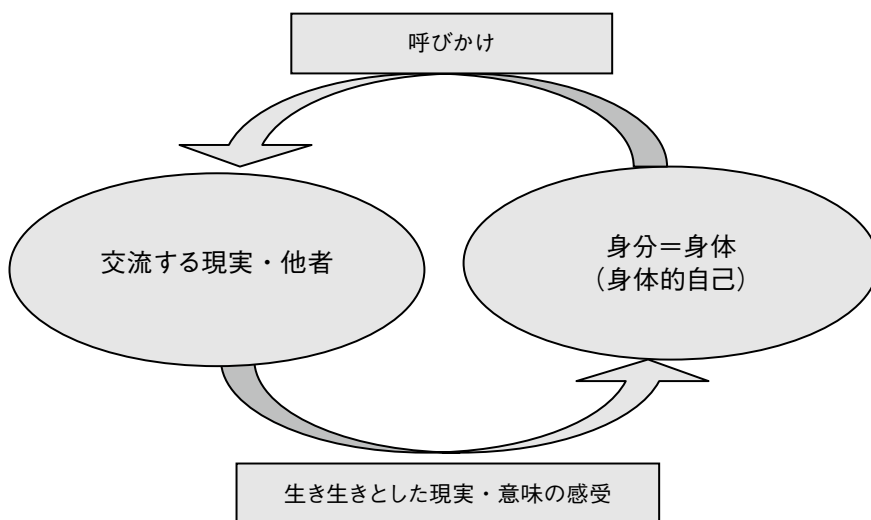 呼びかけ
交流する現実・他者
身分＝身体
（身体的自己）
生き生きとした現実・意味の感受